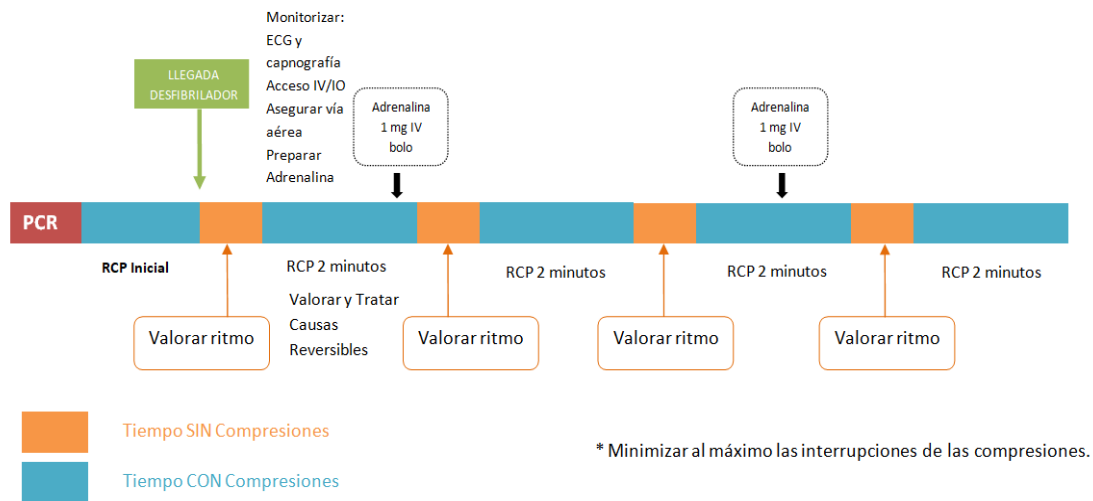 Monitorizar:
ECG y
capnografía
Acceso IV/IO
Asegurar vía
aérea
Preparar
Adrenalina
LLEGADA
DESFIBRILADOR
Adrenalina
1 mg IV
bolo
Adrenalina
1 mg IV
bolo
PCR
RCP Inicial
RCP 2 minutos
RCP 2 minutos
RCP 2 minutos
RCP 2 minutos
Valorar y Tratar
Causas
Reversibles
Valorar ritmo
Valorar ritmo
Valorar ritmo
Valorar ritmo
Tiempo SIN Compresiones
Tiempo CON Compresiones
* Minimizar al máximo las interrupciones de las compresiones.